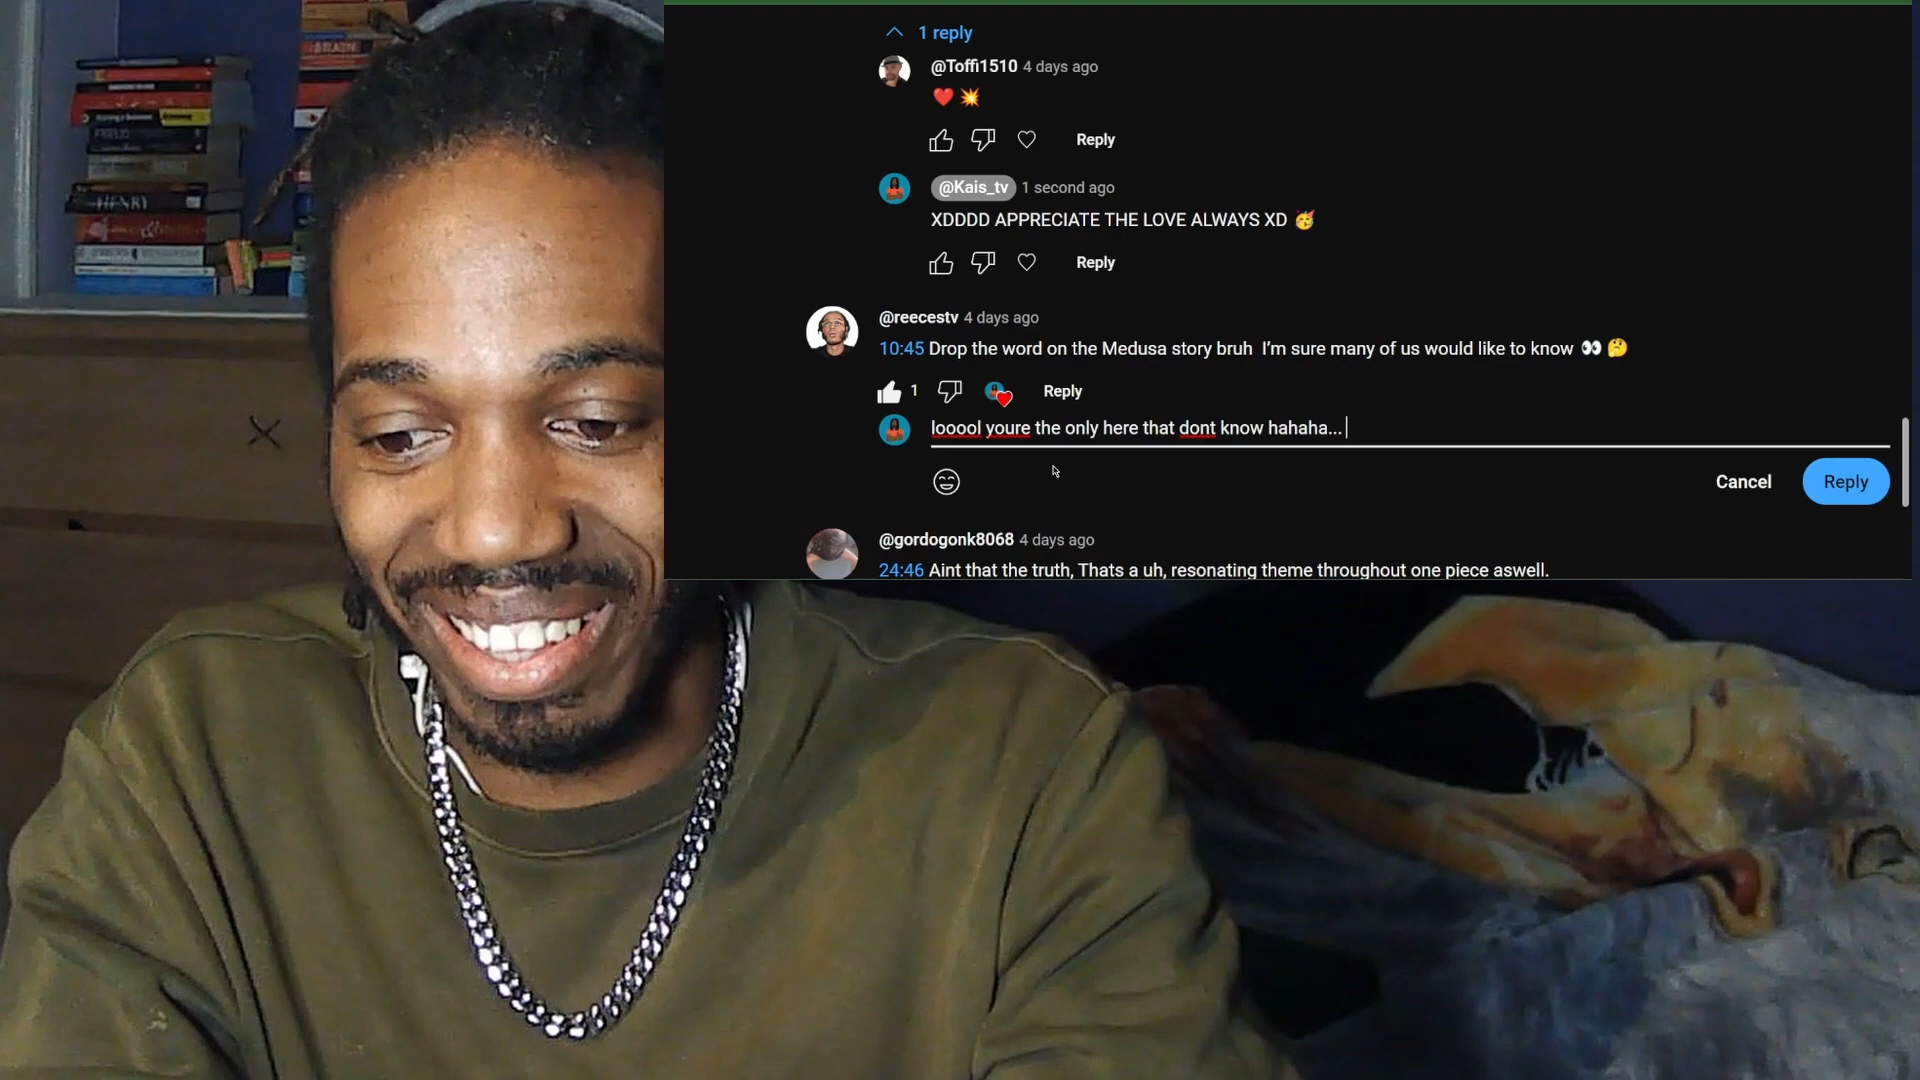 BRAIN
FREUD
HENRY
1 reply
@Toffi1510 4 days ago
❤️ 💥
Reply
@Kais_tv 1 second ago
XDDDD APPRECIATE THE LOVE ALWAYS XD 🥳
Reply
@reecestv 4 days ago
10:45 Drop the word on the Medusa story bruh I'm sure many of us would like to know 👀 🤔
1 Reply
looool youre the only here that dont know hahaha...
Cancel Reply
@gordogonk8068 4 days ago
24:46 Aint that the truth, Thats a uh, resonating theme throughout one piece aswell.